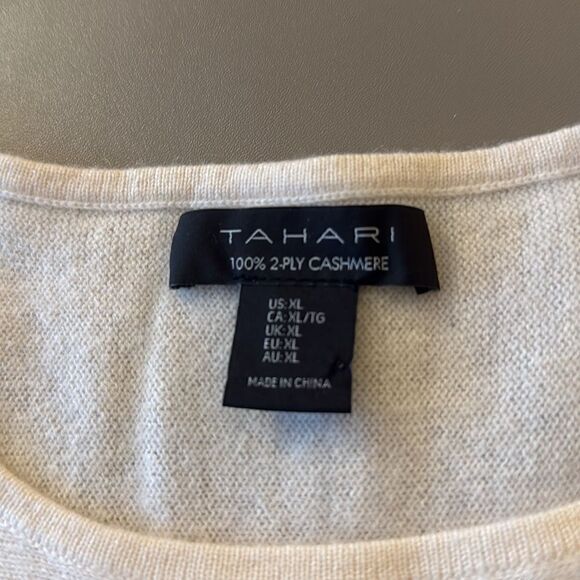 TAHARI
100% 2-PLY CASHMERE
US:XL
CA:XL/TG
UK:XL
EU:XL
AU:XL
MADE IN CHINA